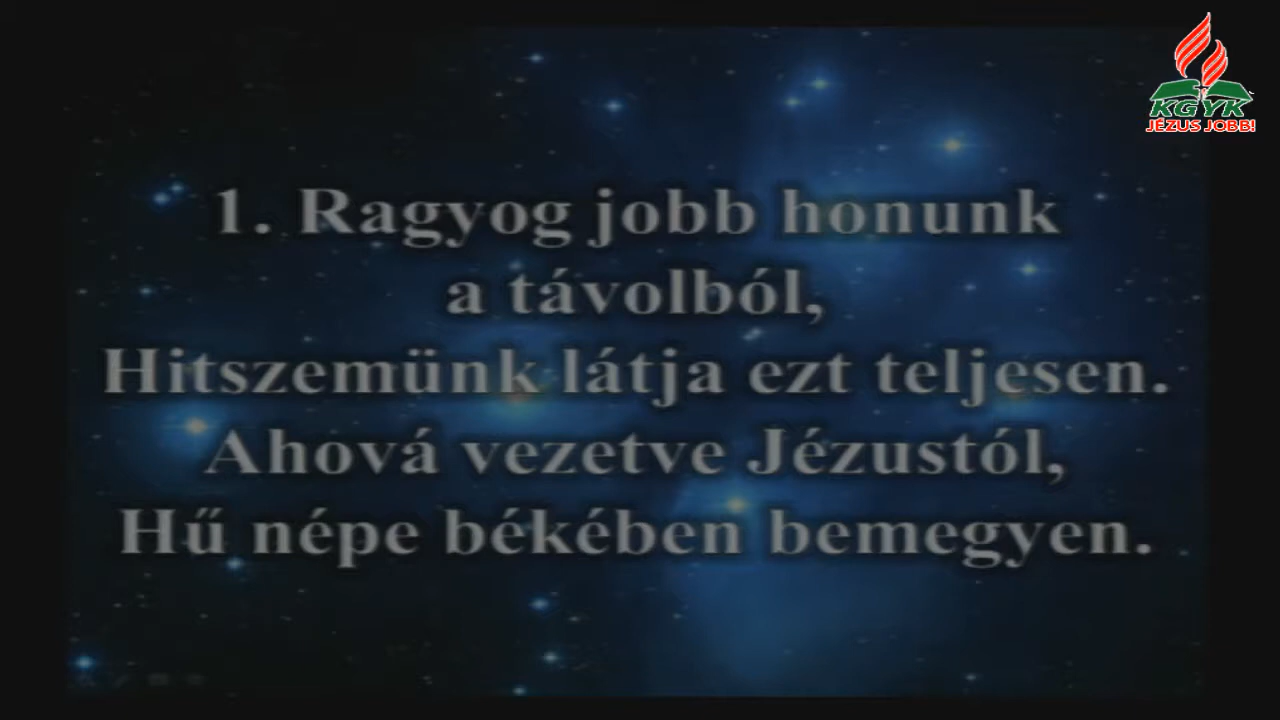 KGYK
JÉZUS JOBB!
1. Ragyog jobb honunk
a távolból,
Hitszemünk látja ezt teljesen.
Ahová vezetve Jézustól,
Hű népe békében bemegyen.